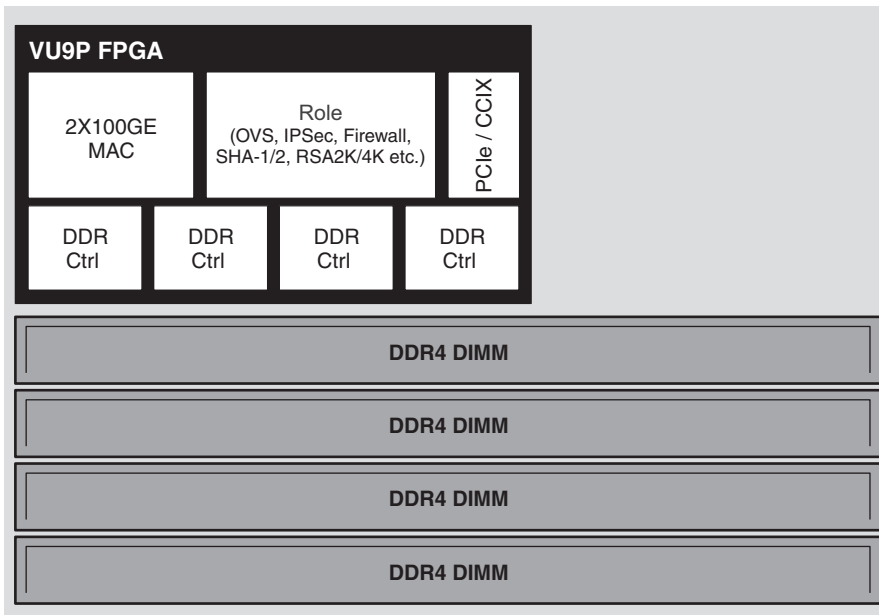 VU9P FPGA
2X100GE
MAC
Role
(OVS, IPSec, Firewall,
SHA-1/2, RSA2K/4K etc.)
PCIe / CCIX
DDR
Ctrl
DDR
Ctrl
DDR
Ctrl
DDR
Ctrl
DDR4 DIMM
DDR4 DIMM
DDR4 DIMM
DDR4 DIMM